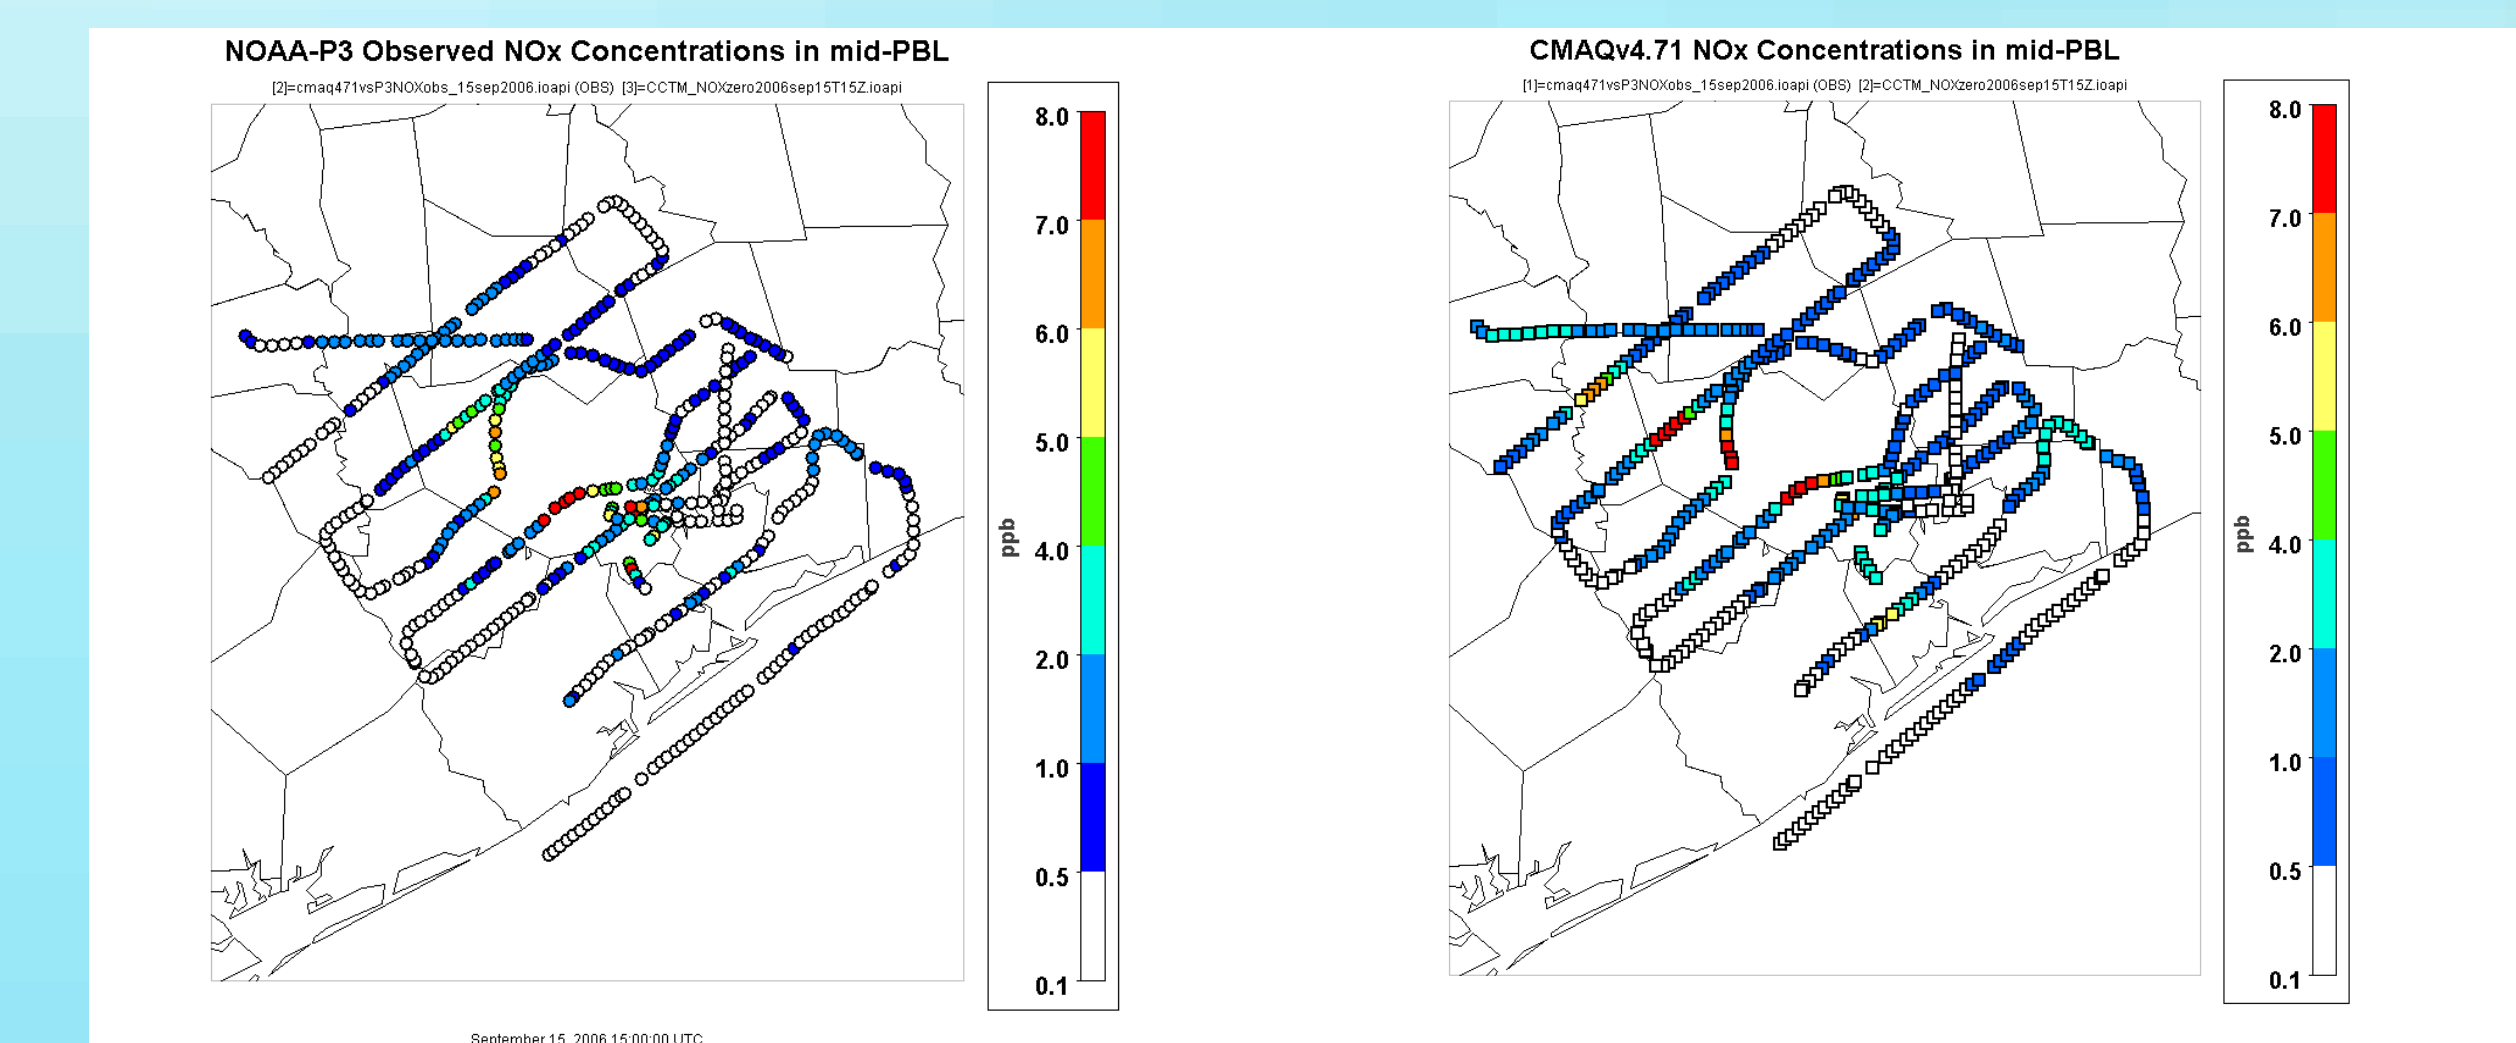 NOAA-P3 Observed NOx Concentrations in mid-PBL
[2]=cmaq471vsP3NOXobs_15sep2006.ioapi (OBS) [3]=CCTM_NOXzero2006sep15T15Z.ioapi
8.0
7.0
6.0
5.0
4.0
2.0
1.0
0.5
0.1
ppb
September 15, 2006 15:00:00 UTC
CMAQv4.71 NOx Concentrations in mid-PBL
[1]=cmaq471vsP3NOXobs_15sep2006.ioapi (OBS) [2]=CCTM_NOXzero2006sep15T15Z.ioapi
8.0
7.0
6.0
5.0
4.0
2.0
1.0
0.5
0.1
ppb